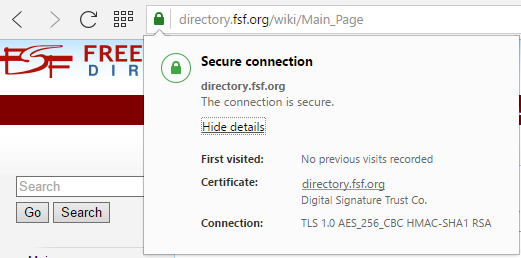 directory.fsf.org/wiki/Main_Page
FSF FREE
DIR
Secure connection
directory.fsf.org
The connection is secure.
Hide details
First visited: No previous visits recorded
Certificate: directory.fsf.org
Digital Signature Trust Co.
Connection: TLS 1.0 AES_256_CBC HMAC-SHA1 RSA
Search
Go Search